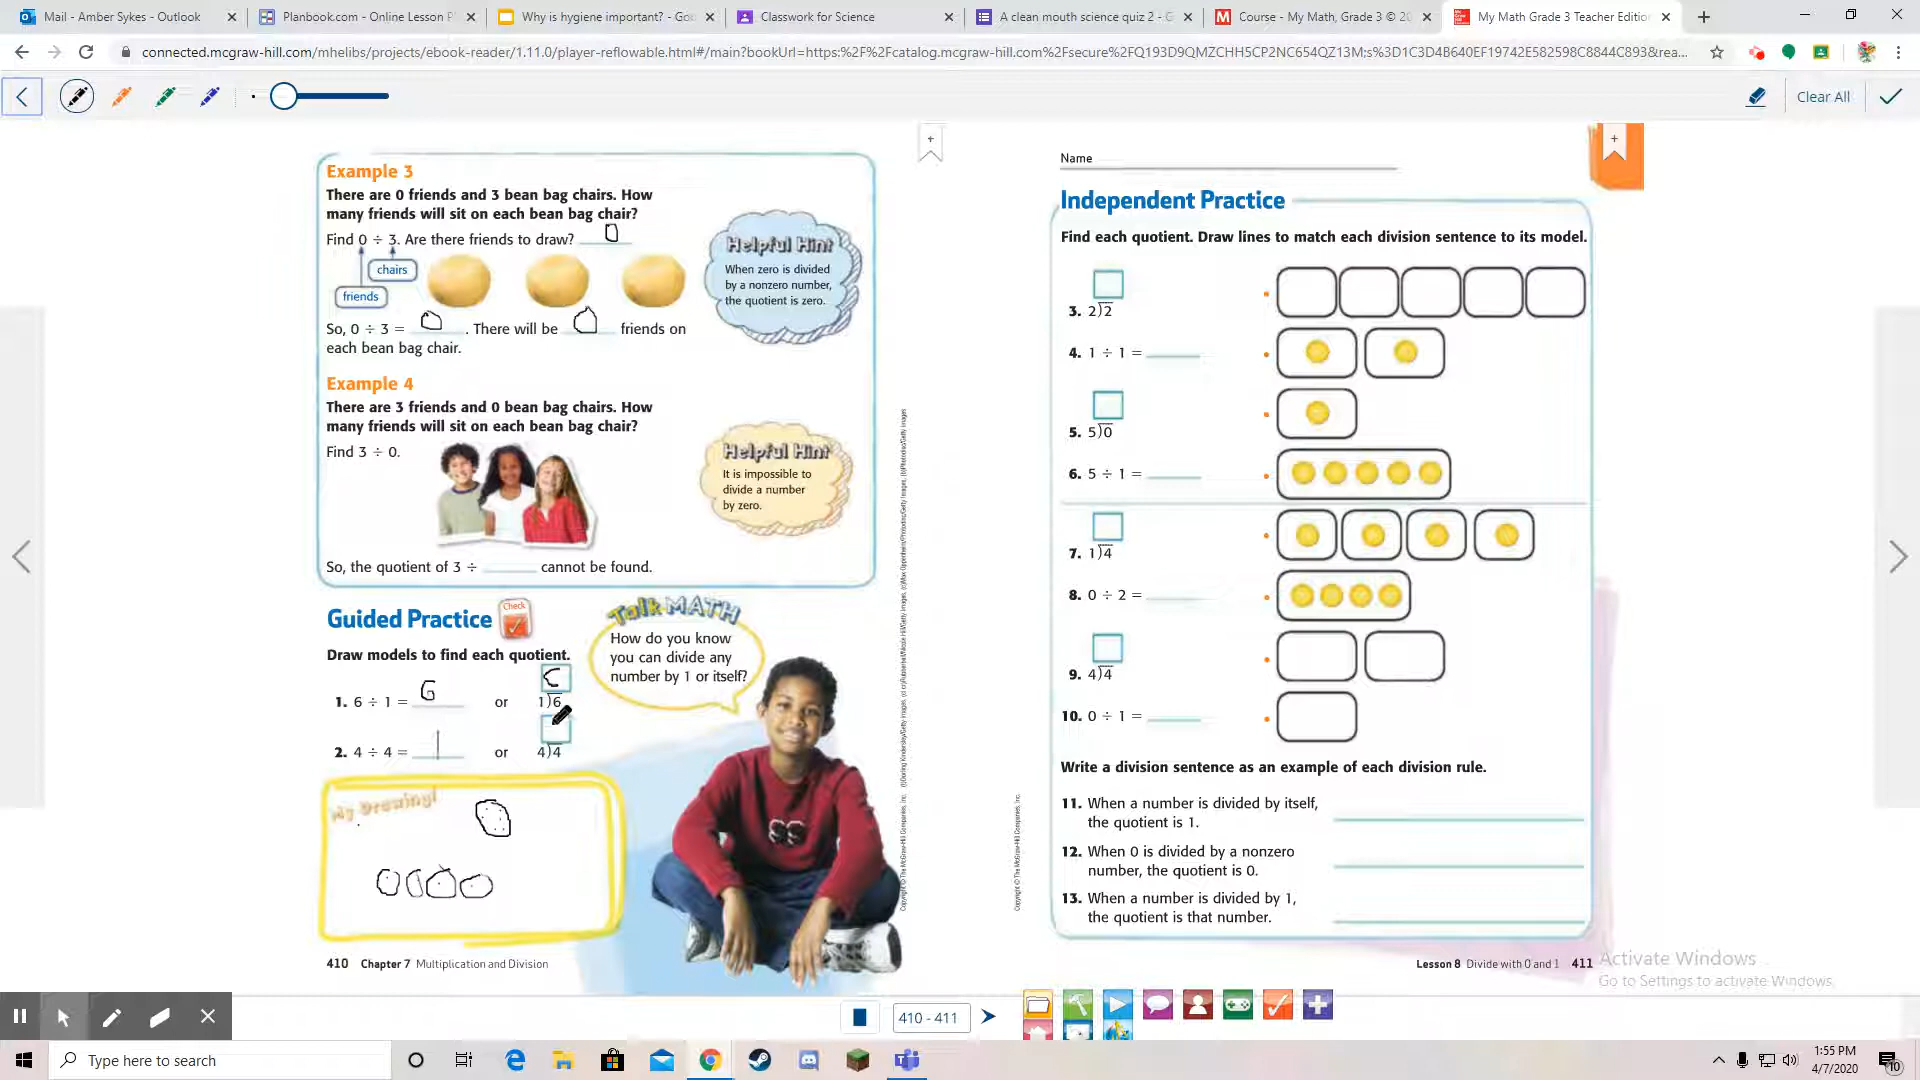 Mail - Amber Sykes - Outlook
Planbook.com - Online Lesson P
Why is hygiene important? - Go
Classwork for Science
A clean mouth science quiz 2 - G
Course - My Math, Grade 3 © 20
My Math Grade 3 Teacher Edition
connected.mcgraw-hill.com/mhelibs/projects/ebook-reader/1.11.0/player-reflowable.html#/main?bookUrl=https:%2F%2Fcatalog.mcgraw-hill.com%2Fsecure%2FQ193D9QMZCHH5CP2NC654QZ13M;s%3D1C3D4B640EF19742E582598C8844C893&rea...
Clear All
Example 3
There are 0 friends and 3 bean bag chairs. How
many friends will sit on each bean bag chair?
Find 0 ÷ 3. Are there friends to draw? 0
chairs
friends
So, 0 ÷ 3 = 0. There will be 0 friends on
each bean bag chair.
Helpful Hint
When zero is divided
by a nonzero number,
the quotient is zero.
Example 4
There are 3 friends and 0 bean bag chairs. How
many friends will sit on each bean bag chair?
Find 3 ÷ 0.
Helpful Hint
It is impossible to
divide a number
by zero.
So, the quotient of 3 ÷ ____ cannot be found.
Guided Practice
Check
Draw models to find each quotient.
1. 6 ÷ 1 = 6 or 1)6
2. 4 ÷ 4 = 1 or 4)4
Talk MATH
How do you know
you can divide any
number by 1 or itself?
My Drawing!
410 Chapter 7 Multiplication and Division
Name
Independent Practice
Find each quotient. Draw lines to match each division sentence to its model.
3. 2)2
4. 1 ÷ 1 =
5. 5)0
6. 5 ÷ 1 =
7. 1)4
8. 0 ÷ 2 =
9. 4)4
10. 0 ÷ 1 =
Write a division sentence as an example of each division rule.
11. When a number is divided by itself,
the quotient is 1.
12. When 0 is divided by a nonzero
number, the quotient is 0.
13. When a number is divided by 1,
the quotient is that number.
Lesson 8 Divide with 0 and 1 411
Activate Windows
Go to Settings to activate Windows.
410 - 411
Type here to search
1:55 PM
4/7/2020
10